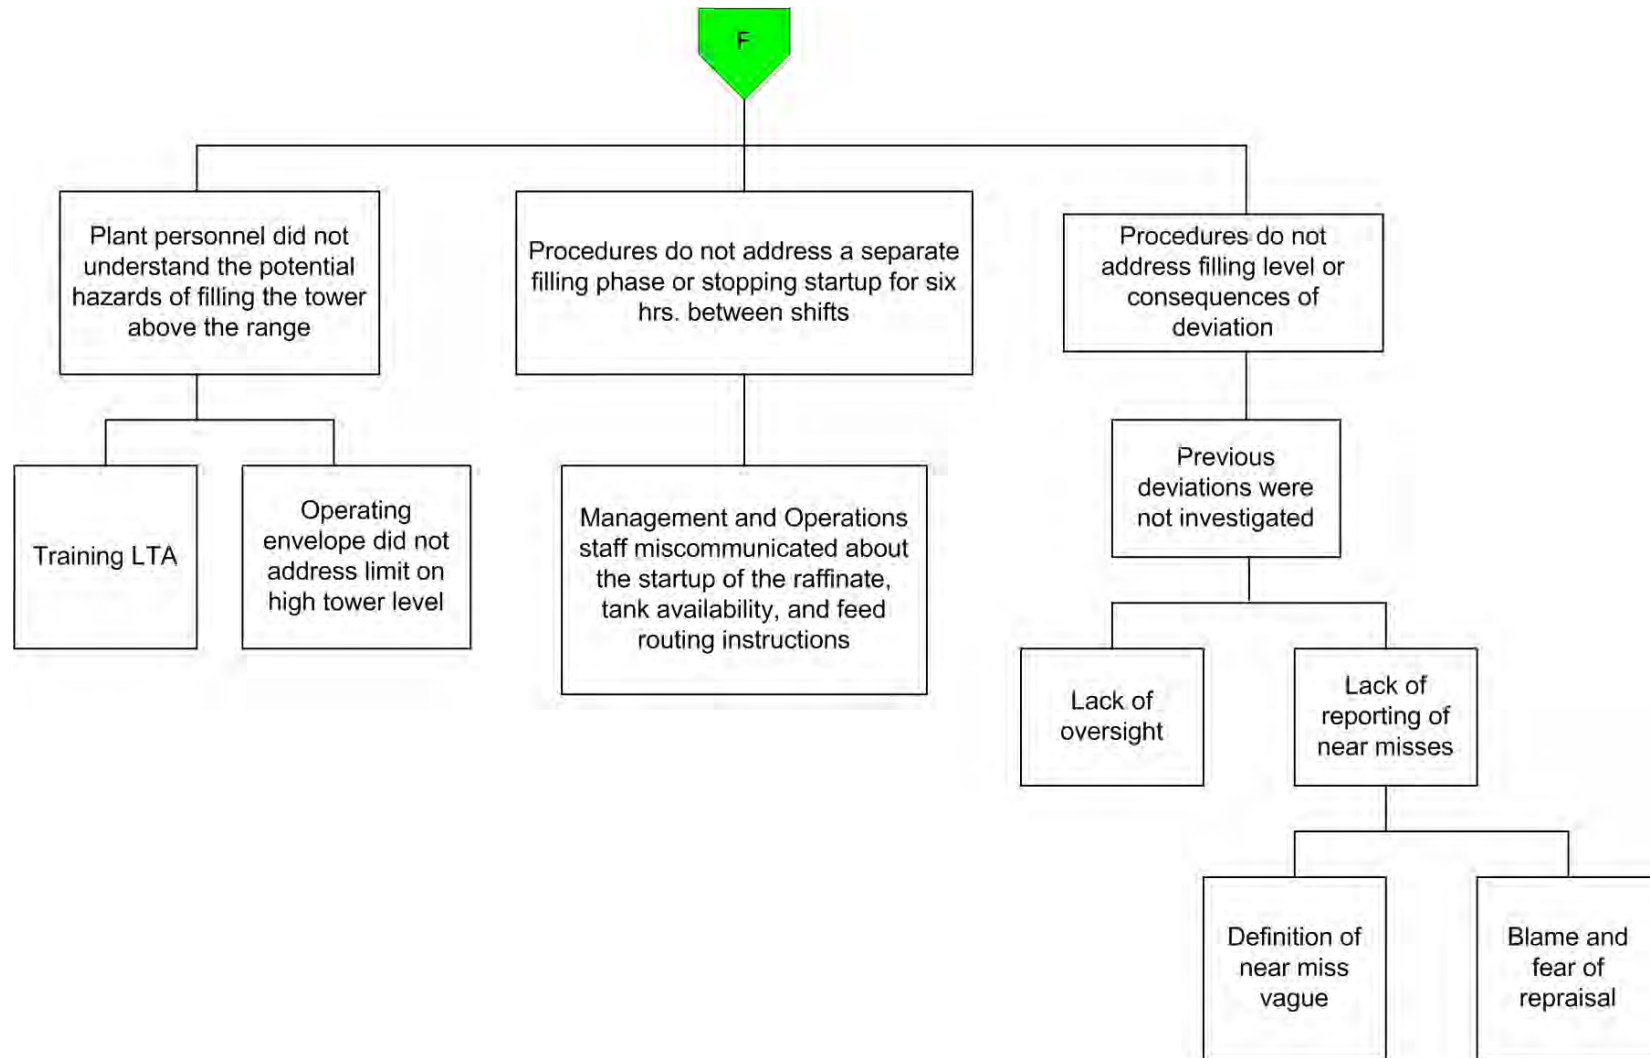 F
Plant personnel did not
understand the potential
hazards of filling the tower
above the range
Procedures do not address a separate
filling phase or stopping startup for six
hrs. between shifts
Procedures do not
address filling level or
consequences of
deviation
Training LTA
Operating
envelope did not
address limit on
high tower level
Management and Operations
staff miscommunicated about
the startup of the raffinate,
tank availability, and feed
routing instructions
Previous
deviations were
not investigated
Lack of
oversight
Lack of
reporting of
near misses
Definition of
near miss
vague
Blame and
fear of
repraisal